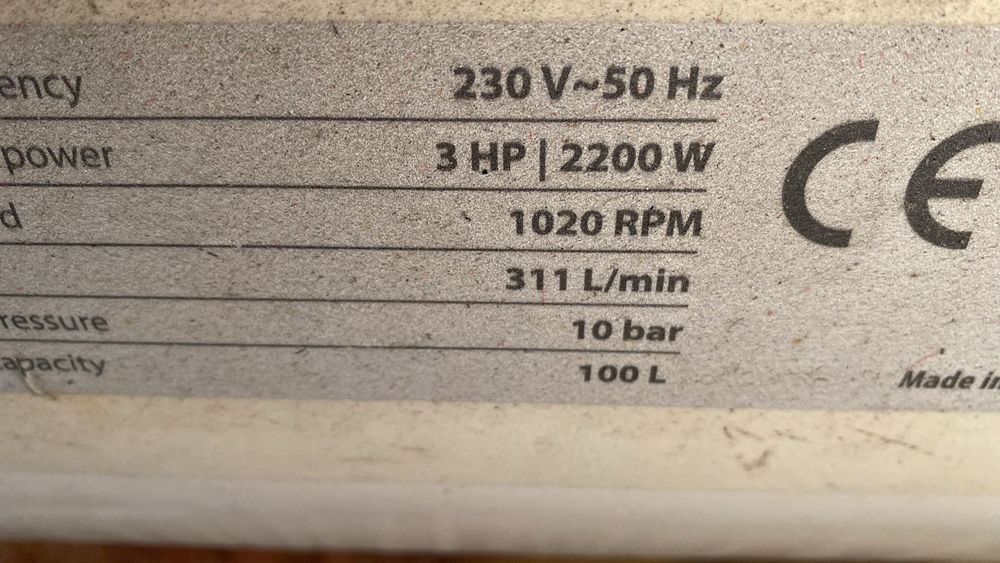 ency 230 V~50 Hz
power 3 HP | 2200 W
d 1020 RPM
311 L/min
ressure 10 bar
apacity 100 L
CE
Made in